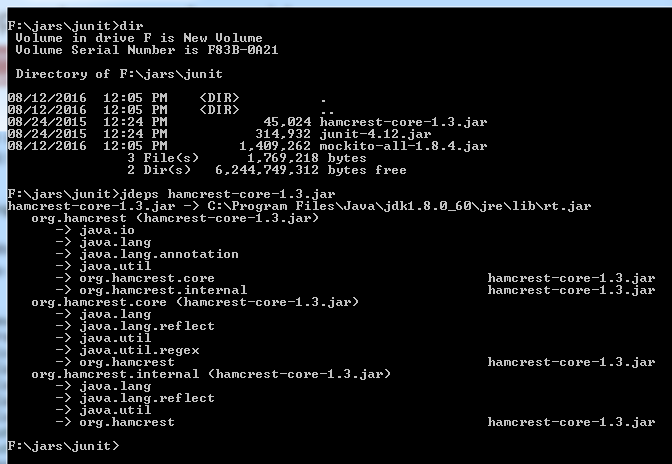 F:\jars\junit>dir
 Volume in drive F is New Volume
 Volume Serial Number is F83B-0A21
 Directory of F:\jars\junit
08/12/2016  12:05 PM    <DIR>          .
08/12/2016  12:05 PM    <DIR>          ..
08/24/2015  12:24 PM            45,024 hamcrest-core-1.3.jar
08/24/2015  12:24 PM           314,932 junit-4.12.jar
08/12/2016  12:05 PM         1,409,262 mockito-all-1.8.4.jar
               3 File(s)      1,769,218 bytes
               2 Dir(s)   6,244,749,312 bytes free
F:\jars\junit>jdeps hamcrest-core-1.3.jar
hamcrest-core-1.3.jar -> C:\Program Files\Java\jdk1.8.0_60\jre\lib\rt.jar
   org.hamcrest (hamcrest-core-1.3.jar)
      -> java.io
      -> java.lang
      -> java.lang.annotation
      -> java.util
      -> org.hamcrest.core                                  hamcrest-core-1.3.jar
      -> org.hamcrest.internal                              hamcrest-core-1.3.jar
   org.hamcrest.core (hamcrest-core-1.3.jar)
      -> java.lang
      -> java.lang.reflect
      -> java.util
      -> java.util.regex
      -> org.hamcrest                                       hamcrest-core-1.3.jar
   org.hamcrest.internal (hamcrest-core-1.3.jar)
      -> java.lang
      -> java.lang.reflect
      -> java.util
      -> org.hamcrest                                       hamcrest-core-1.3.jar
F:\jars\junit>